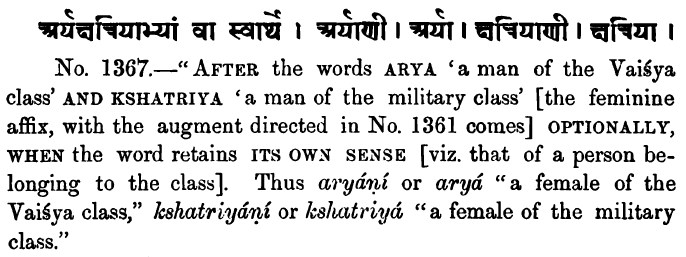 अर्यक्षत्रियाभ्यां वा स्वार्थे । अर्याणी । अर्या । क्षत्रियाणी । क्षत्रिया ।
No. 1367.—“AFTER the words ARYA ‘a man of the Vaiśya
class’ AND KSHATRIYA ‘a man of the military class’ [the feminine
affix, with the augment directed in No. 1361 comes] OPTIONALLY,
WHEN the word retains ITS OWN SENSE [viz. that of a person be-
longing to the class]. Thus aryáṇí or aryá “a female of the
Vaiśya class,” kshatriyáṇí or kshatriyá “a female of the military
class.”